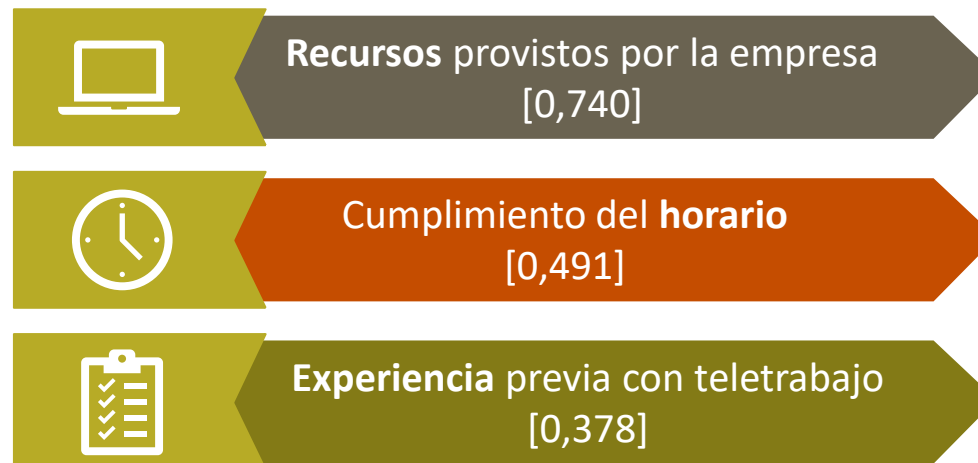 Recursos provistos por la empresa
[0,740]
Cumplimiento del horario
[0,491]
Experiencia previa con teletrabajo
[0,378]